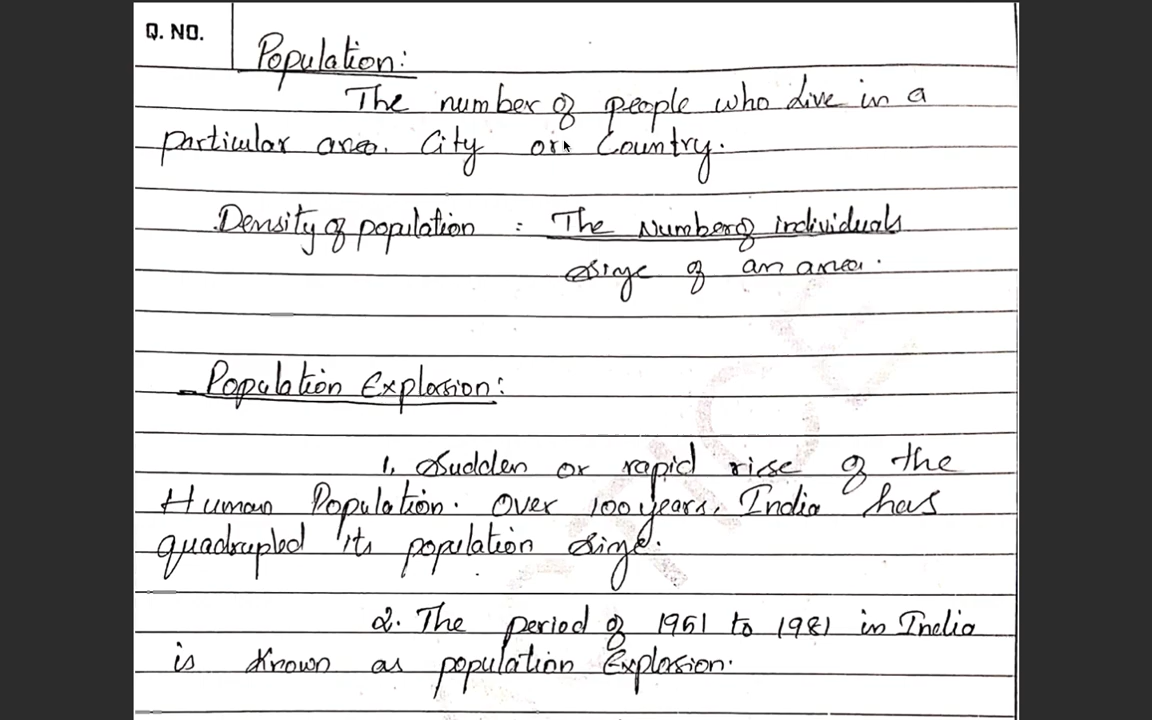 Q. NO.
Population:
The number of people who live in a
particular area. City or Country.
Density of population : The Number of individuals
size of an area.
Population Explosion:
1. Sudden or rapid rise of the
Human Population. Over 100 years, India has
quadrupled its population size.
2. The period of 1951 to 1981 in India
is known as population Explosion.